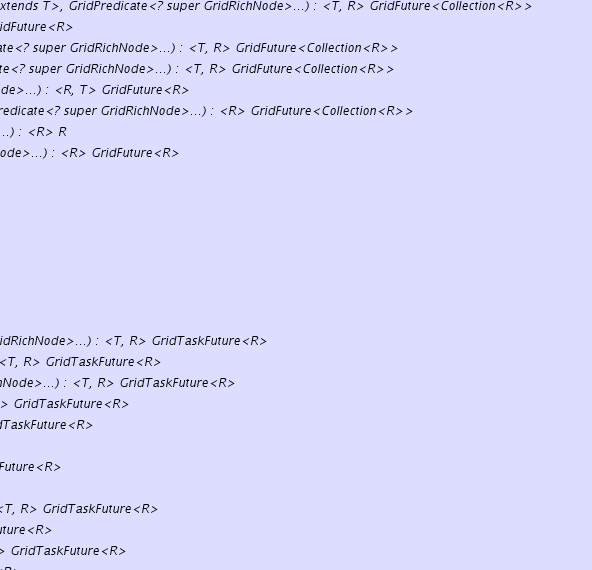 xtends T>, GridPredicate<? super GridRichNode>...) : <T, R> GridFuture<Collection<R>>
idFuture<R>
ate<? super GridRichNode>...) : <T, R> GridFuture<Collection<R>>
te<? super GridRichNode>...) : <T, R> GridFuture<Collection<R>>
de>...) : <R, T> GridFuture<R>
redicate<? super GridRichNode>...) : <R> GridFuture<Collection<R>>
...) : <R> R
ode>...) : <R> GridFuture<R>
idRichNode>...) : <T, R> GridTaskFuture<R>
<T, R> GridTaskFuture<R>
hNode>...) : <T, R> GridTaskFuture<R>
> GridTaskFuture<R>
dTaskFuture<R>
Future<R>
<T, R> GridTaskFuture<R>
uture<R>
> GridTaskFuture<R>